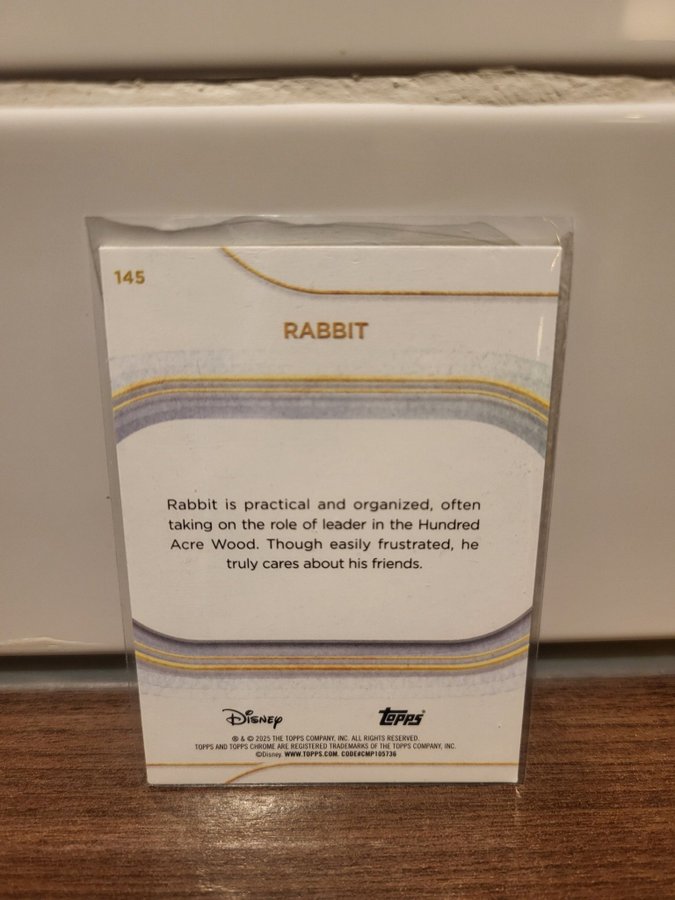 145
RABBIT
Rabbit is practical and organized, often
taking on the role of leader in the Hundred
Acre Wood. Though easily frustrated, he
truly cares about his friends.
Disney topps
® & © 2025 THE TOPPS COMPANY, INC. ALL RIGHTS RESERVED.
TOPPS AND TOPPS CHROME ARE REGISTERED TRADEMARKS OF THE TOPPS COMPANY, INC.
©Disney. WWW.TOPPS.COM. CODE#CMP105736